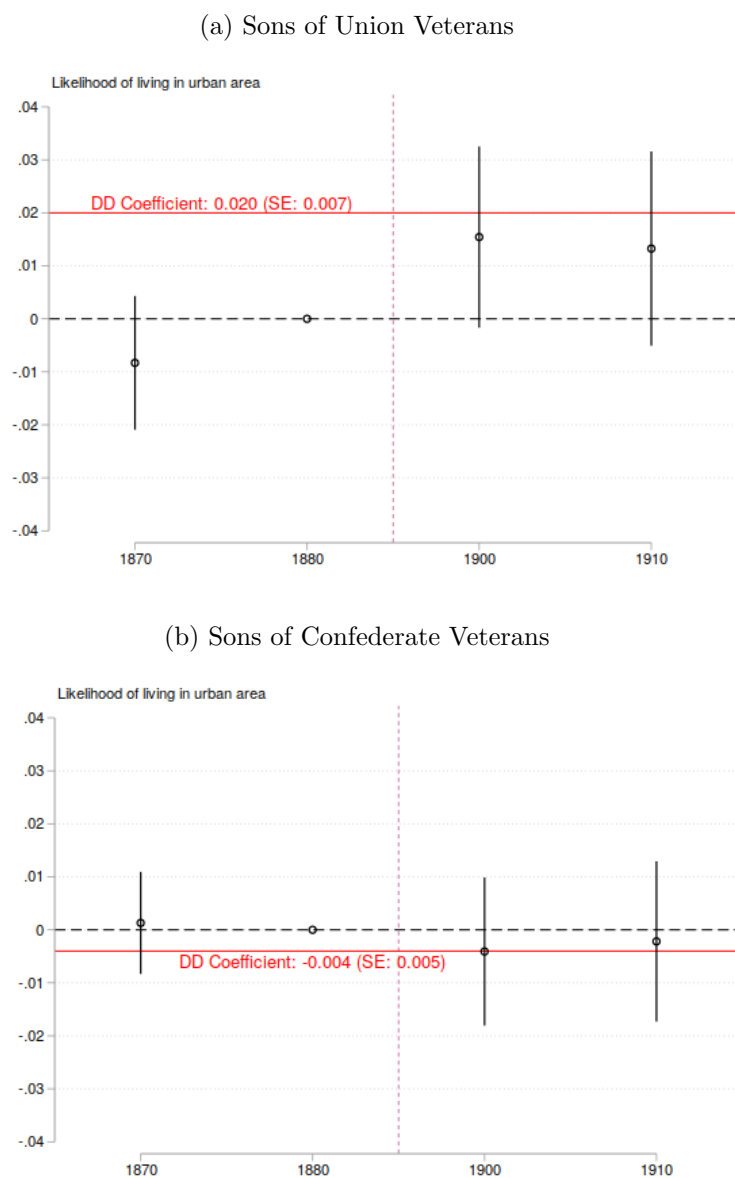 (a) Sons of Union Veterans
Likelihood of living in urban area
.04
.03
DD Coefficient: 0.020 (SE: 0.007)
.02
.01
0
-.01
-.02
-.03
-.04
1870 1880 1900 1910
(b) Sons of Confederate Veterans
Likelihood of living in urban area
.04
.03
.02
.01
0
DD Coefficient: -0.004 (SE: 0.005)
-.01
-.02
-.03
-.04
1870 1880 1900 1910